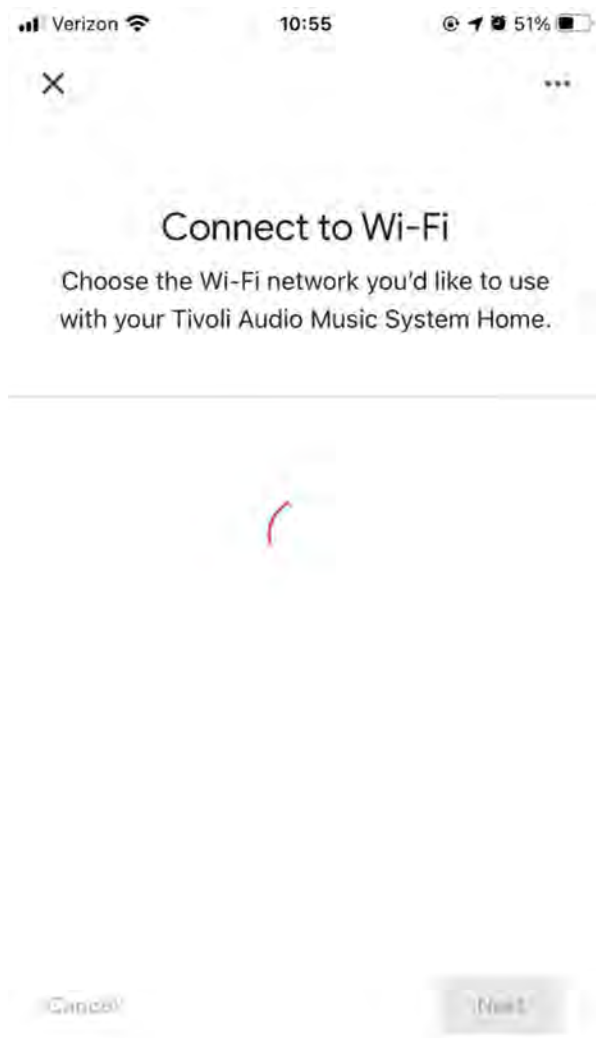 Verizon 10:55 51%
Connect to Wi-Fi
Choose the Wi-Fi network you'd like to use
with your Tivoli Audio Music System Home.
Cancel Next